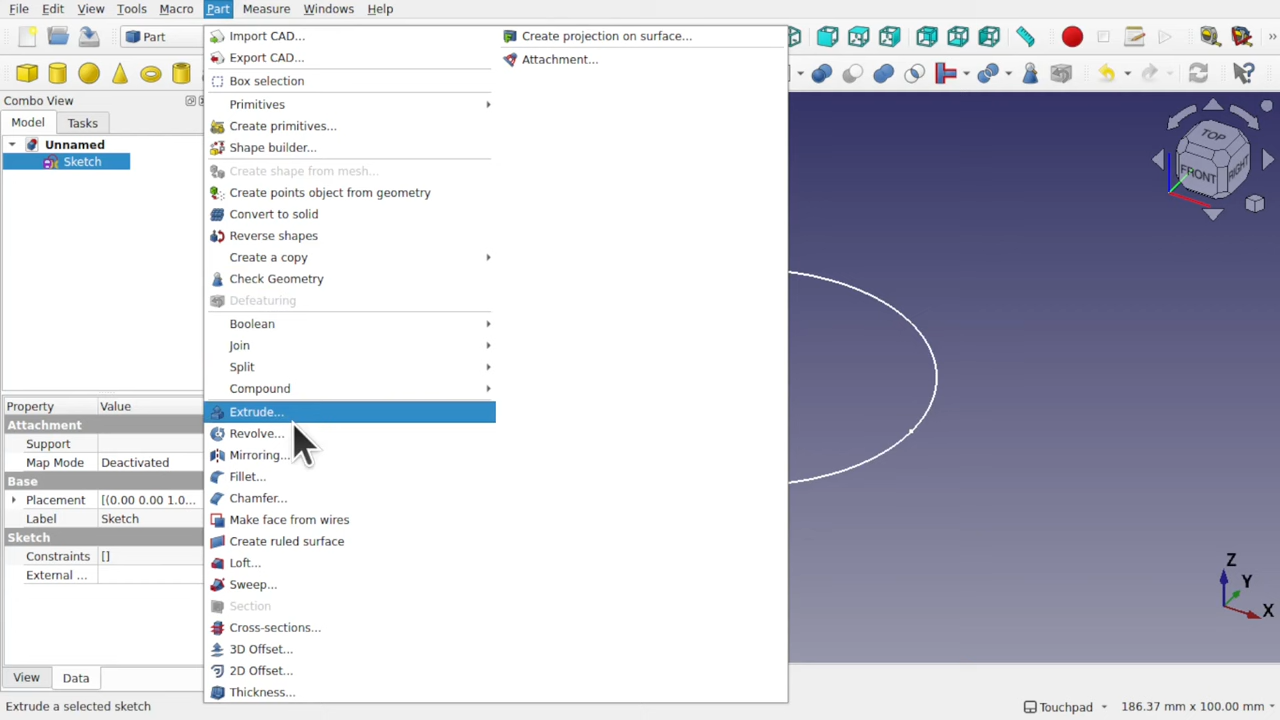 File Edit View Tools Macro Part Measure Windows Help
Part
Combo View
Model Tasks
Unnamed
Sketch
Property Value
Attachment
Support
Map Mode Deactivated
Base
Placement [(0.00 0.00 1.0...
Label Sketch
Sketch
Constraints []
External ...
View Data
Import CAD...
Export CAD...
Box selection
Primitives
Create primitives...
Shape builder...
Create shape from mesh...
Create points object from geometry
Convert to solid
Reverse shapes
Create a copy
Check Geometry
Defeaturing
Boolean
Join
Split
Compound
Extrude...
Revolve...
Mirroring...
Fillet...
Chamfer...
Make face from wires
Create ruled surface
Loft...
Sweep...
Section
Cross-sections...
3D Offset...
2D Offset...
Thickness...
Create projection on surface...
Attachment...
TOP
FRONT
RIGHT
Z
Y
X
Extrude a selected sketch
Touchpad
186.37 mm x 100.00 mm